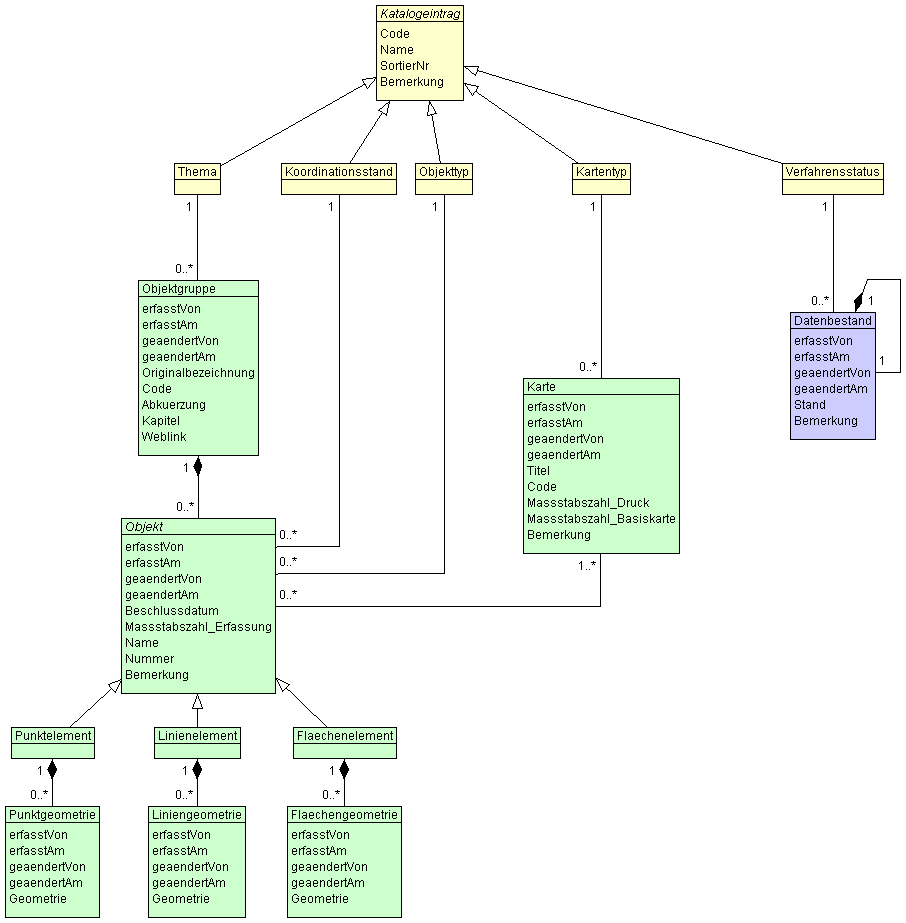 Katalogeintrag
Code
Name
SortierNr
Bemerkung
Thema
Koordinationsstand
Objekttyp
Kartentyp
Verfahrensstatus
1
1
1
1
1
0..*
Objektgruppe
erfasstVon
erfasstAm
geaendertVon
geaendertAm
Originalbezeichnung
Code
Abkuerzung
Kapitel
Weblink
0..*
1
Datenbestand
erfasstVon
erfasstAm
geaendertVon
geaendertAm
Stand
Bemerkung
1
0..*
Karte
erfasstVon
erfasstAm
geaendertVon
geaendertAm
Titel
Code
Massstabszahl_Druck
Massstabszahl_Basiskarte
Bemerkung
1
0..*
Objekt
erfasstVon
erfasstAm
geaendertVon
geaendertAm
Beschlussdatum
Massstabszahl_Erfassung
Name
Nummer
Bemerkung
0..*
0..*
0..*
1..*
Punktelement
Linienelement
Flaechenelement
1
1
1
0..*
0..*
0..*
Punktgeometrie
erfasstVon
erfasstAm
geaendertVon
geaendertAm
Geometrie
Liniengeometrie
erfasstVon
erfasstAm
geaendertVon
geaendertAm
Geometrie
Flaechengeometrie
erfasstVon
erfasstAm
geaendertVon
geaendertAm
Geometrie